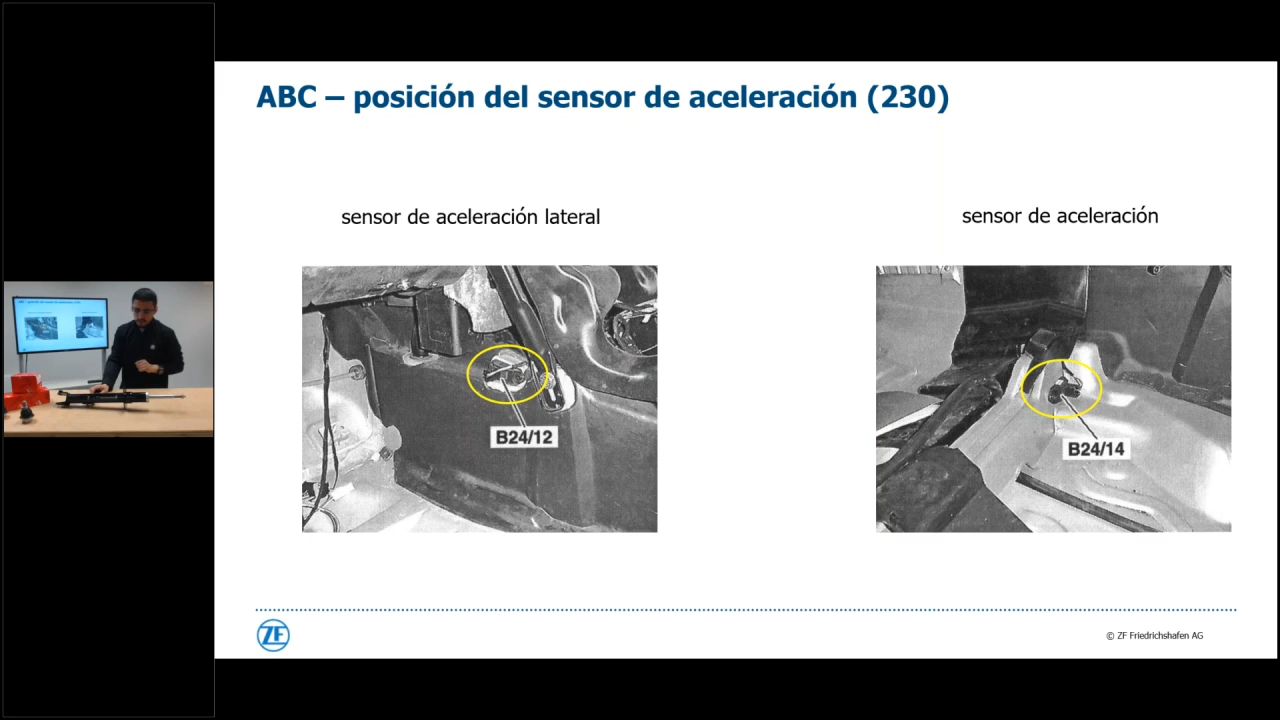 ABC – posición del sensor de aceleración (230)
sensor de aceleración lateral
sensor de aceleración
B24/12
B24/14
ZF
© ZF Friedrichshafen AG